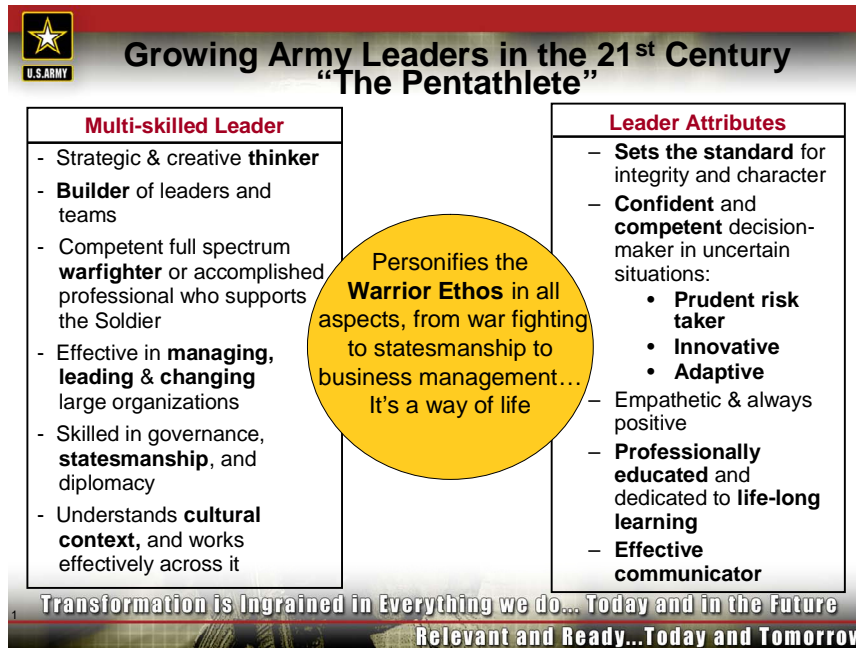 U.S.ARMY
Growing Army Leaders in the 21st Century
“The Pentathlete”
Multi-skilled Leader
- Strategic & creative thinker
- Builder of leaders and
teams
- Competent full spectrum
warfighter or accomplished
professional who supports
the Soldier
- Effective in managing,
leading & changing
large organizations
- Skilled in governance,
statesmanship, and
diplomacy
- Understands cultural
context, and works
effectively across it
Personifies the
Warrior Ethos in all
aspects, from war fighting
to statesmanship to
business management…
It’s a way of life
Leader Attributes
– Sets the standard for
integrity and character
– Confident and
competent decision-
maker in uncertain
situations:
• Prudent risk
taker
• Innovative
• Adaptive
– Empathetic & always
positive
– Professionally
educated and
dedicated to life-long
learning
– Effective
communicator
Transformation is Ingrained in Everything we do... Today and in the Future
1
Relevant and Ready...Today and Tomorrow